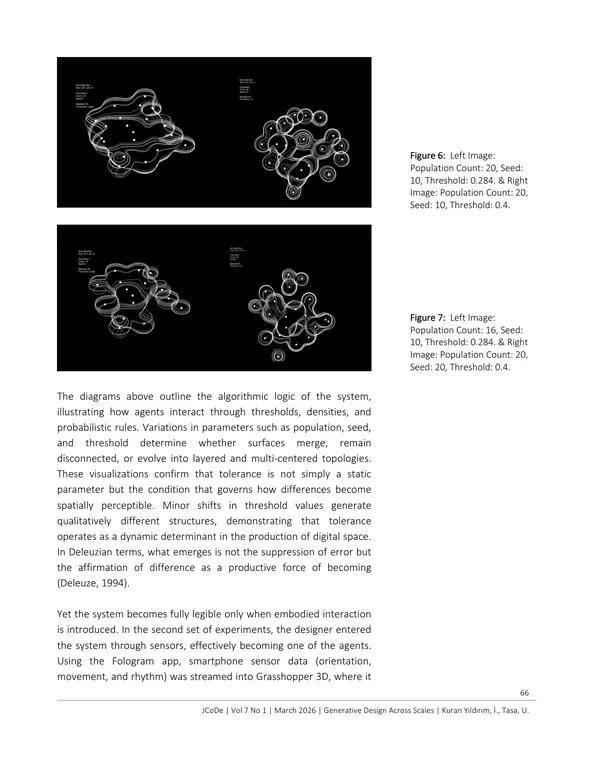 Figure 6: Left Image:
Population Count: 20, Seed:
10, Threshold: 0.284. & Right
Image: Population Count: 20,
Seed: 10, Threshold: 0.4.
Figure 7: Left Image:
Population Count: 16, Seed:
10, Threshold: 0.284. & Right
Image: Population Count: 20,
Seed: 20, Threshold: 0.4.
The diagrams above outline the algorithmic logic of the system,
illustrating how agents interact through thresholds, densities, and
probabilistic rules. Variations in parameters such as population, seed,
and threshold determine whether surfaces merge, remain
disconnected, or evolve into layered and multi-centered topologies.
These visualizations confirm that tolerance is not simply a static
parameter but the condition that governs how differences become
spatially perceptible. Minor shifts in threshold values generate
qualitatively different structures, demonstrating that tolerance
operates as a dynamic determinant in the production of digital space.
In Deleuzian terms, what emerges is not the suppression of error but
the affirmation of difference as a productive force of becoming
(Deleuze, 1994).
Yet the system becomes fully legible only when embodied interaction
is introduced. In the second set of experiments, the designer entered
the system through sensors, effectively becoming one of the agents.
Using the Fologram app, smartphone sensor data (orientation,
movement, and rhythm) was streamed into Grasshopper 3D, where it
66
JCoDe | Vol 7 No 1 | March 2026 | Generative Design Across Scales | Kuran Yıldırım, İ., Tasa, U.